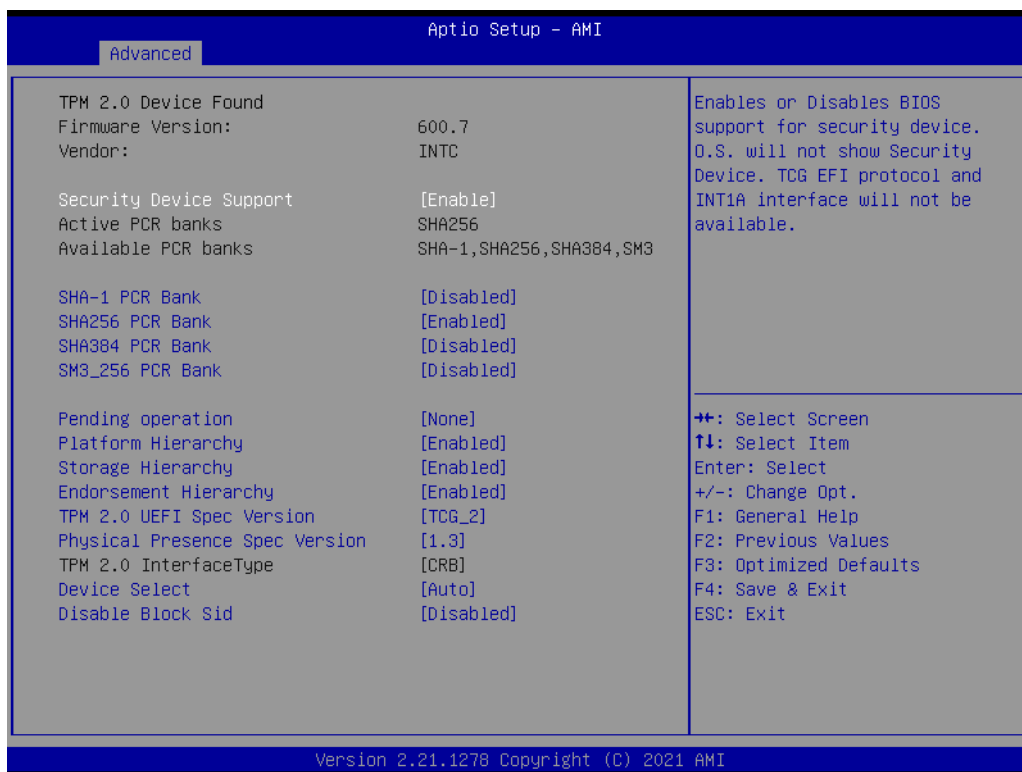 Aptio Setup – AMI
Advanced
TPM 2.0 Device Found
Firmware Version: 600.7
Vendor: INTC
Security Device Support [Enable]
Active PCR banks SHA256
Available PCR banks SHA-1,SHA256,SHA384,SM3
SHA-1 PCR Bank [Disabled]
SHA256 PCR Bank [Enabled]
SHA384 PCR Bank [Disabled]
SM3_256 PCR Bank [Disabled]
Pending operation [None]
Platform Hierarchy [Enabled]
Storage Hierarchy [Enabled]
Endorsement Hierarchy [Enabled]
TPM 2.0 UEFI Spec Version [TCG_2]
Physical Presence Spec Version [1.3]
TPM 2.0 InterfaceType [CRB]
Device Select [Auto]
Disable Block Sid [Disabled]
Enables or Disables BIOS
support for security device.
O.S. will not show Security
Device. TCG EFI protocol and
INT1A interface will not be
available.
→←: Select Screen
↑↓: Select Item
Enter: Select
+/-: Change Opt.
F1: General Help
F2: Previous Values
F3: Optimized Defaults
F4: Save & Exit
ESC: Exit
Version 2.21.1278 Copyright (C) 2021 AMI